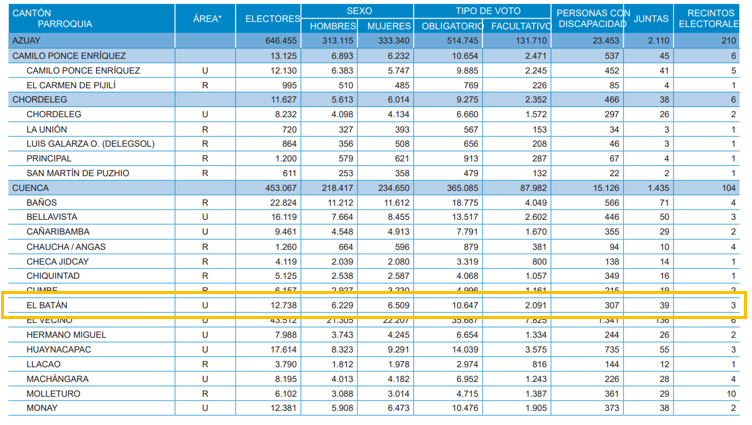 CANTÓN PARROQUIA ÁREA* ELECTORES SEXO TIPO DE VOTO PERSONAS CON DISCAPACIDAD JUNTAS RECINTOS ELECTORALE
HOMBRES MUJERES OBLIGATORIO FACULTATIVO
AZUAY 646.455 313.115 333.340 514.745 131.710 23.453 2.110 210
CAMILO PONCE ENRÍQUEZ 13.125 6.893 6.232 10.654 2.471 537 45 6
CAMILO PONCE ENRÍQUEZ U 12.130 6.383 5.747 9.885 2.245 452 41 5
EL CARMEN DE PIJILÍ R 995 510 485 769 226 85 4 1
CHORDELEG 11.627 5.613 6.014 9.275 2.352 466 38 6
CHORDELEG U 8.232 4.098 4.134 6.660 1.572 297 26 2
LA UNIÓN R 720 327 393 567 153 34 3 1
LUIS GALARZA O. (DELEGSOL) R 864 356 508 656 208 46 3 1
PRINCIPAL R 1.200 579 621 913 287 67 4 1
SAN MARTÍN DE PUZHIO R 611 253 358 479 132 22 2 1
CUENCA 453.067 218.417 234.650 365.085 87.982 15.126 1.435 104
BAÑOS R 22.824 11.212 11.612 18.775 4.049 566 71 4
BELLAVISTA U 16.119 7.664 8.455 13.517 2.602 446 50 3
CAÑARIBAMBA U 9.461 4.548 4.913 7.791 1.670 355 29 2
CHAUCHA / ANGAS R 1.260 664 596 879 381 94 10 4
CHECA JIDCAY R 4.119 2.039 2.080 3.319 800 138 14 1
CHIQUINTAD R 5.125 2.538 2.587 4.068 1.057 349 16 1
CUMBE R 6.157 2.927 3.230 4.996 1.161 215 19 2
EL BATÁN U 12.738 6.229 6.509 10.647 2.091 307 39 3
EL VECINO U 43.512 21.305 22.207 35.687 7.825 1.341 136 6
HERMANO MIGUEL U 7.988 3.743 4.245 6.654 1.334 244 26 2
HUAYNACAPAC U 17.614 8.323 9.291 14.039 3.575 735 55 3
LLACAO R 3.790 1.812 1.978 2.974 816 144 12 1
MACHÁNGARA U 8.195 4.013 4.182 6.952 1.243 226 28 4
MOLLETURO R 6.102 3.088 3.014 4.715 1.387 361 29 10
MONAY U 12.381 5.908 6.473 10.476 1.905 373 38 2